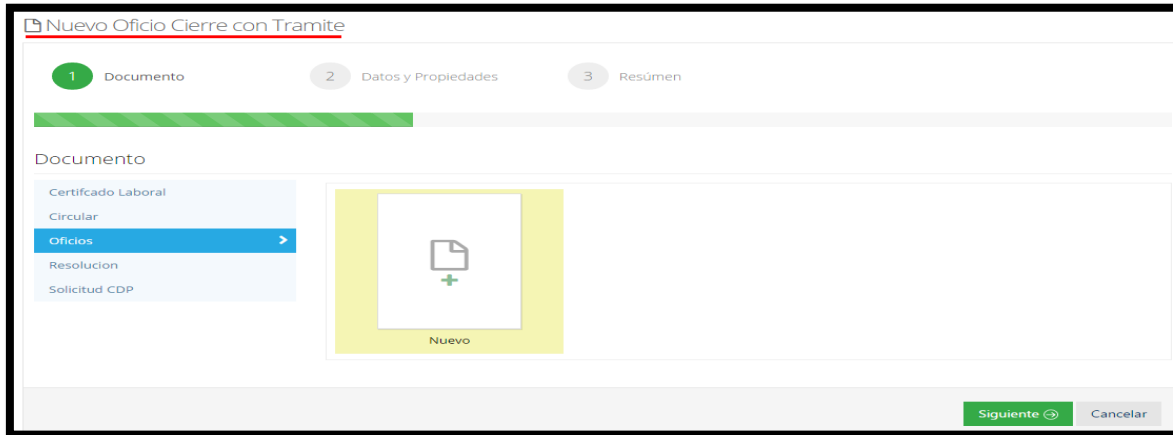 Nuevo Oficio Cierre con Tramite
1 Documento 2 Datos y Propiedades 3 Resúmen
Documento
Certifcado Laboral
Circular
Oficios
Resolucion
Solicitud CDP
Nuevo
Siguiente Cancelar